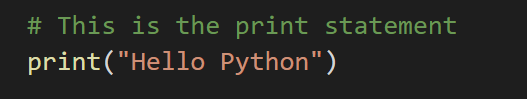 # This is the print statement
print("Hello Python")